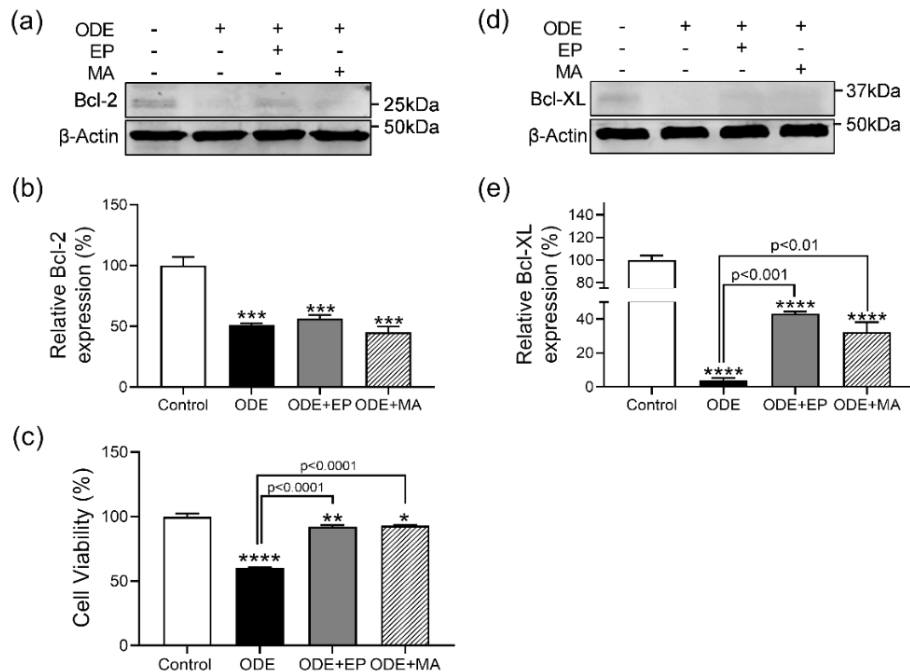 (a)
ODE - + + +
EP - - + -
MA - - - +
Bcl-2
25kDa
50kDa
β-Actin
(b)
Relative Bcl-2
expression (%)
150
100
50
0
***
***
***
Control ODE ODE+EP ODE+MA
(c)
Cell Viability (%)
150
100
50
0
p<0.0001
p<0.0001
****
**
*
Control ODE ODE+EP ODE+MA
(d)
ODE - + + +
EP - - + -
MA - - - +
Bcl-XL
37kDa
50kDa
β-Actin
(e)
Relative Bcl-XL
expression (%)
140
120
100
80
60
40
20
0
p<0.01
p<0.001
****
****
****
Control ODE ODE+EP ODE+MA